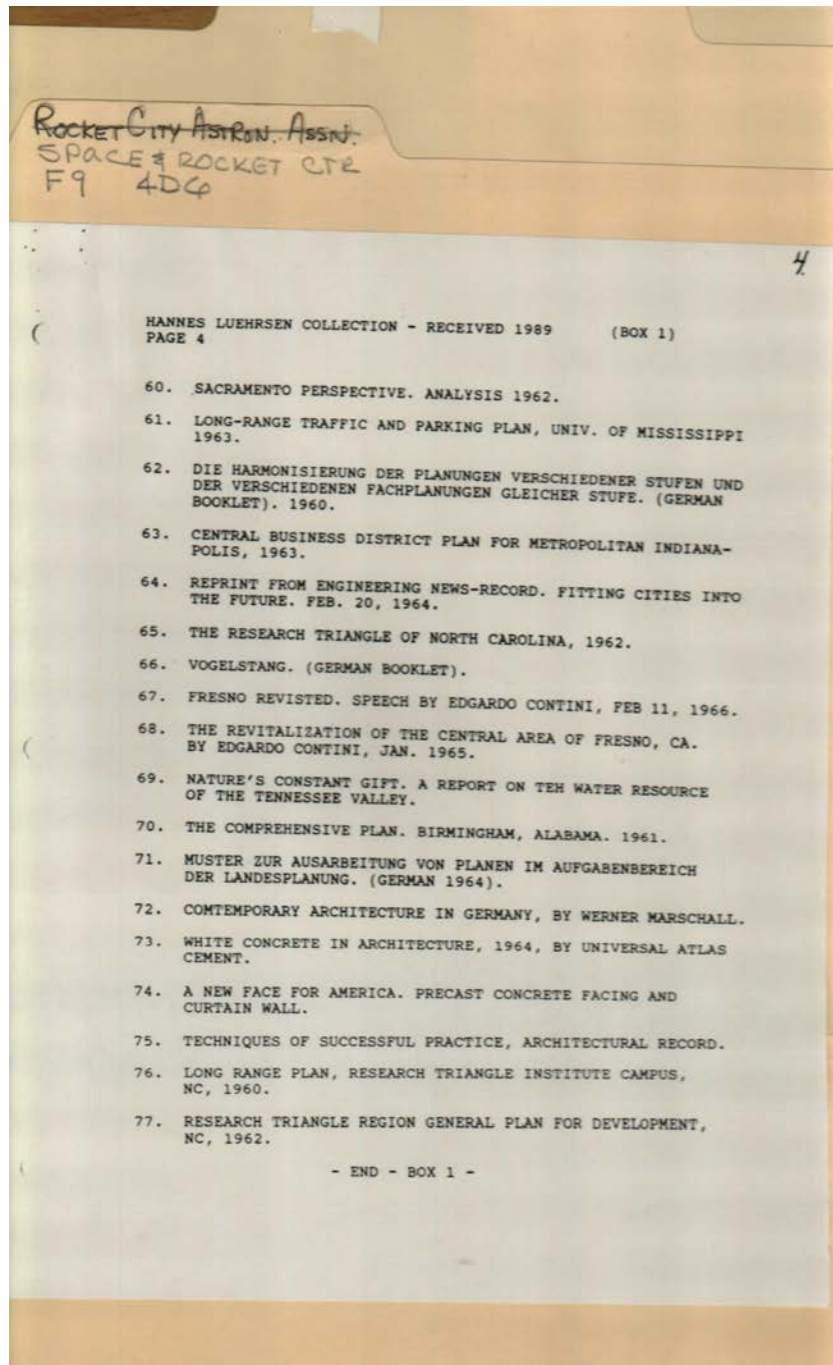 ROCKET CITY ASTRON. ASSN.
SPACE & ROCKET CTR
F9 4D6
4
HANNES LUEHRSEN COLLECTION - RECEIVED 1989 (BOX 1)
PAGE 4
60. SACRAMENTO PERSPECTIVE. ANALYSIS 1962.
61. LONG-RANGE TRAFFIC AND PARKING PLAN, UNIV. OF MISSISSIPPI
1963.
62. DIE HARMONISIERUNG DER PLANUNGEN VERSCHIEDENER STUFEN UND
DER VERSCHIEDENEN FACHPLANUNGEN GLEICHER STUFE. (GERMAN
BOOKLET). 1960.
63. CENTRAL BUSINESS DISTRICT PLAN FOR METROPOLITAN INDIANA-
POLIS, 1963.
64. REPRINT FROM ENGINEERING NEWS-RECORD. FITTING CITIES INTO
THE FUTURE. FEB. 20, 1964.
65. THE RESEARCH TRIANGLE OF NORTH CAROLINA, 1962.
66. VOGELSTANG. (GERMAN BOOKLET).
67. FRESNO REVISTED. SPEECH BY EDGARDO CONTINI, FEB 11, 1966.
68. THE REVITALIZATION OF THE CENTRAL AREA OF FRESNO, CA.
BY EDGARDO CONTINI, JAN. 1965.
69. NATURE'S CONSTANT GIFT. A REPORT ON TEH WATER RESOURCE
OF THE TENNESSEE VALLEY.
70. THE COMPREHENSIVE PLAN. BIRMINGHAM, ALABAMA. 1961.
71. MUSTER ZUR AUSARBEITUNG VON PLANEN IM AUFGABENBEREICH
DER LANDESPLANUNG. (GERMAN 1964).
72. COMTEMPORARY ARCHITECTURE IN GERMANY, BY WERNER MARSCHALL.
73. WHITE CONCRETE IN ARCHITECTURE, 1964, BY UNIVERSAL ATLAS
CEMENT.
74. A NEW FACE FOR AMERICA. PRECAST CONCRETE FACING AND
CURTAIN WALL.
75. TECHNIQUES OF SUCCESSFUL PRACTICE, ARCHITECTURAL RECORD.
76. LONG RANGE PLAN, RESEARCH TRIANGLE INSTITUTE CAMPUS,
NC, 1960.
77. RESEARCH TRIANGLE REGION GENERAL PLAN FOR DEVELOPMENT,
NC, 1962.
- END - BOX 1 -